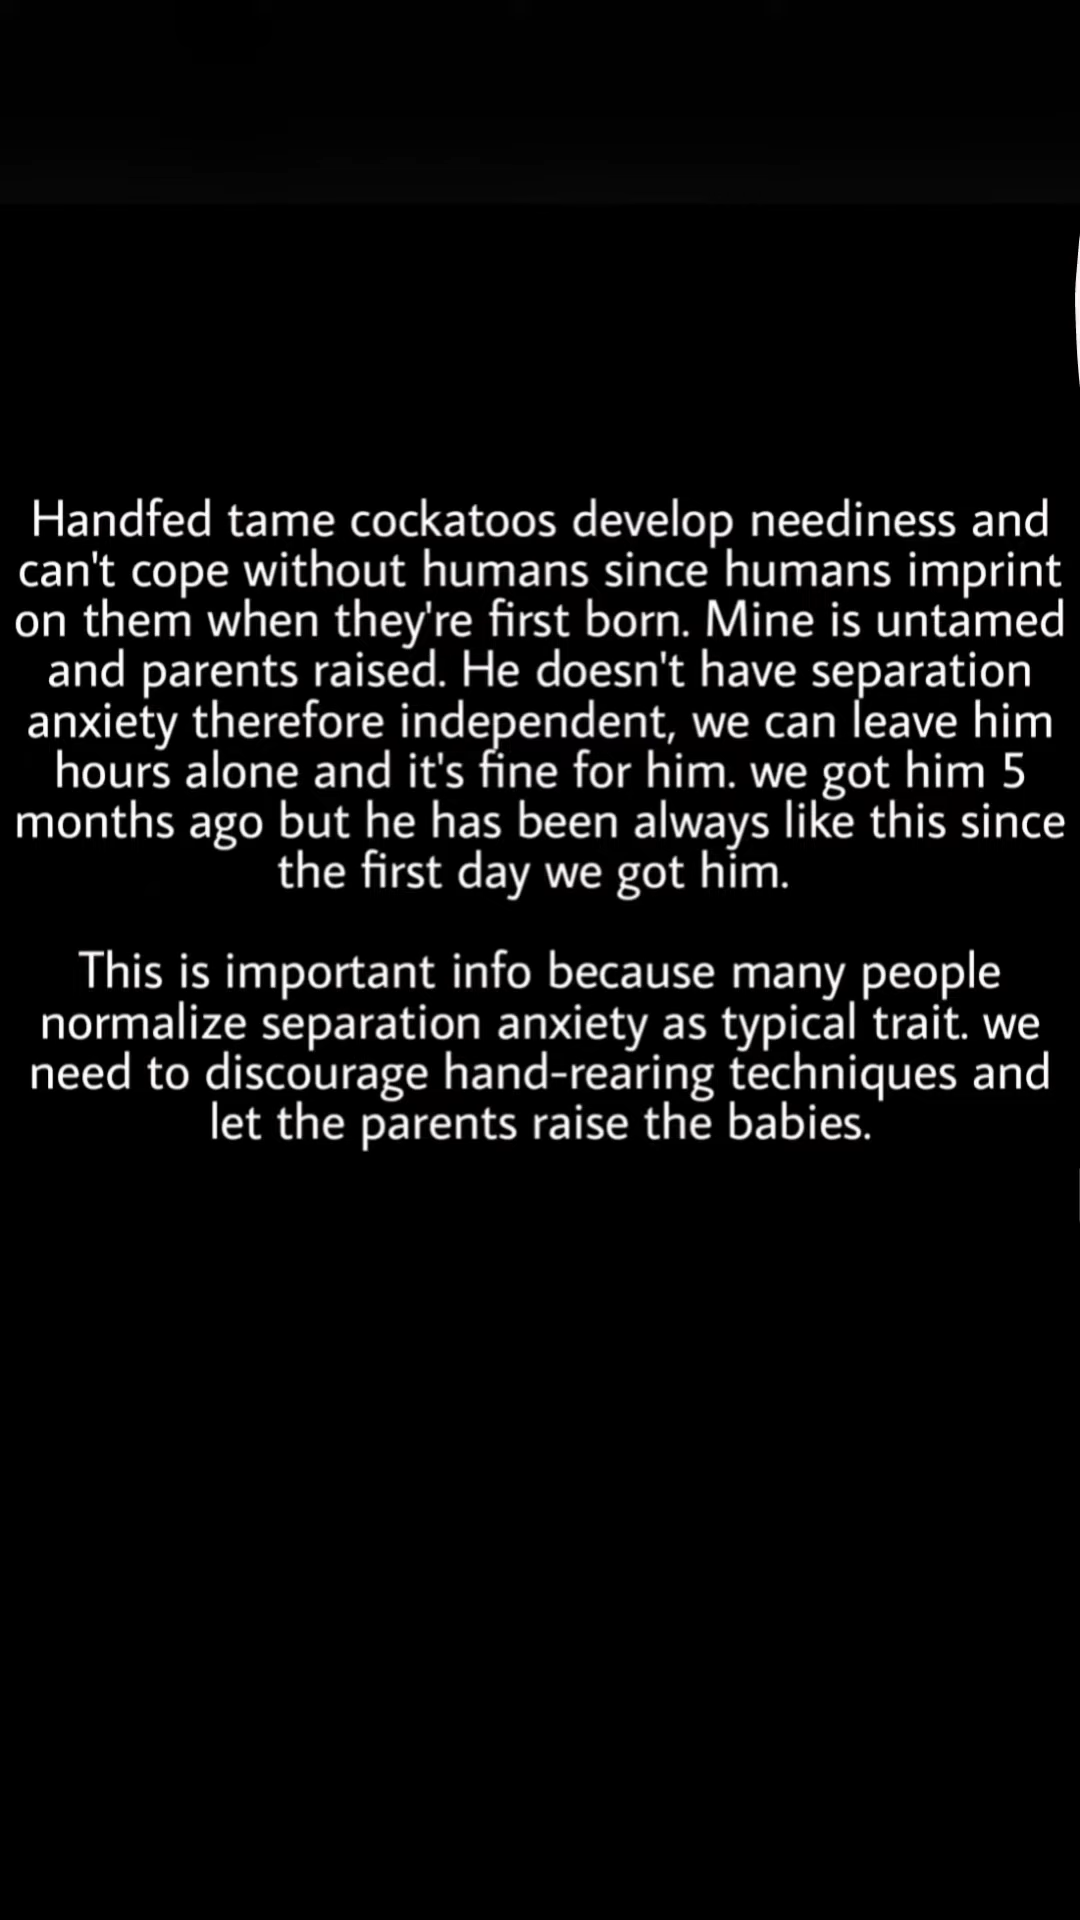 Handfed tame cockatoos develop neediness and
can't cope without humans since humans imprint
on them when they're first born. Mine is untamed
and parents raised. He doesn't have separation
anxiety therefore independent, we can leave him
hours alone and it's fine for him. we got him 5
months ago but he has been always like this since
the first day we got him.
This is important info because many people
normalize separation anxiety as typical trait. we
need to discourage hand-rearing techniques and
let the parents raise the babies.